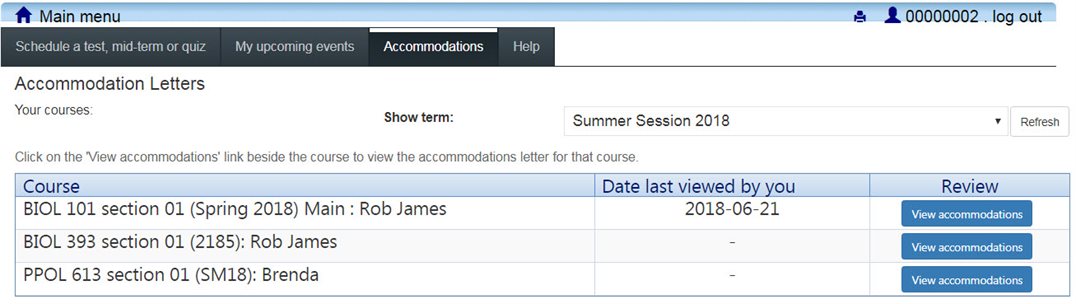 Main menu 00000002 . log out
Schedule a test, mid-term or quiz My upcoming events Accommodations Help
Accommodation Letters
Your courses: Show term: Summer Session 2018 Refresh
Click on the 'View accommodations' link beside the course to view the accommodations letter for that course.
Course Date last viewed by you Review
BIOL 101 section 01 (Spring 2018) Main : Rob James 2018-06-21 View accommodations
BIOL 393 section 01 (2185): Rob James - View accommodations
PPOL 613 section 01 (SM18): Brenda - View accommodations